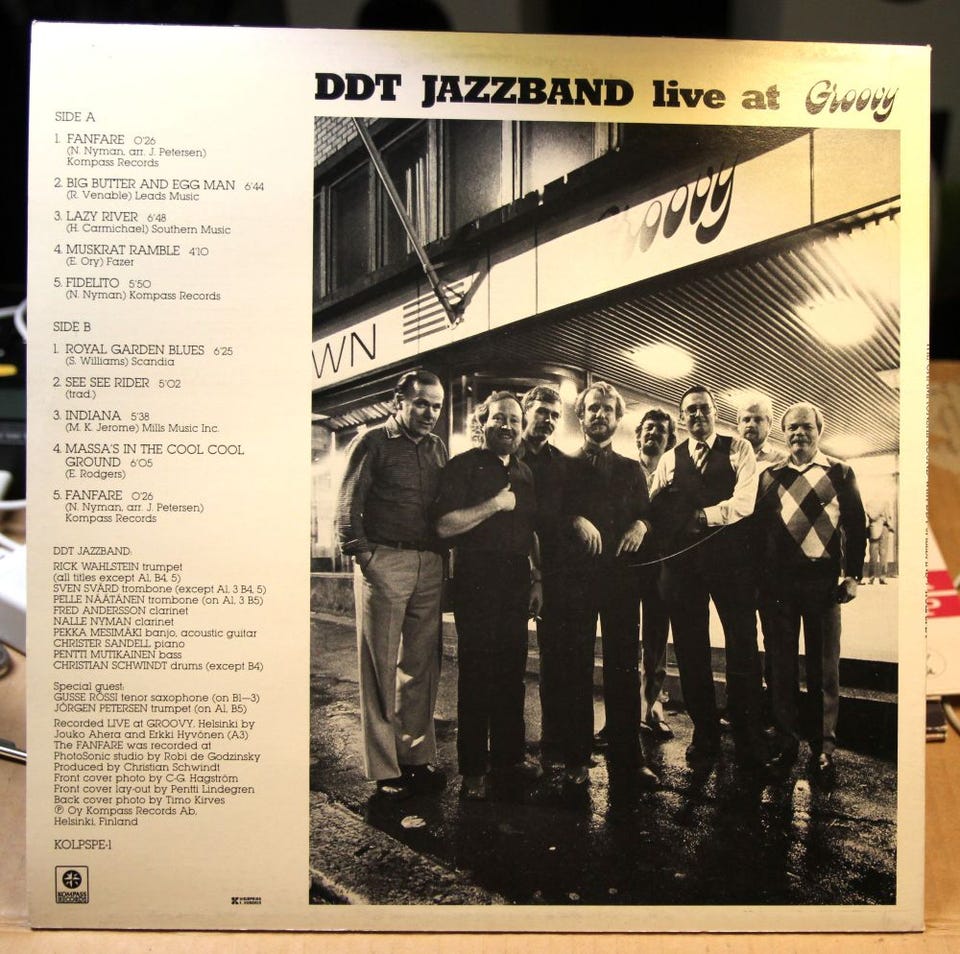 DDT JAZZBAND live at Groovy
SIDE A
1. FANFARE 0'26
(N. Nyman, arr. J. Petersen)
Kompass Records
2. BIG BUTTER AND EGG MAN 6'44
(R. Venable) Leads Music
3. LAZY RIVER 6'48
(H. Carmichael) Southern Music
4. MUSKRAT RAMBLE 4'10
(E. Ory) Fazer
5. FIDELITO 5'50
(N. Nyman) Kompass Records
SIDE B
1. ROYAL GARDEN BLUES 6'25
(S. Williams) Scandia
2. SEE SEE RIDER 5'02
(trad.)
3. INDIANA 5'38
(M. K. Jerome) Mills Music Inc.
4. MASSA'S IN THE COOL COOL
GROUND 6'05
(E. Rodgers)
5. FANFARE 0'26
(N. Nyman, arr. J. Petersen)
Kompass Records
DDT JAZZBAND:
RICK WAHLSTEIN trumpet
(all titles except A1, B4, 5)
SVEN SVÄRD trombone (except A1, 3 B4, 5)
PELLE NÄÄTÄNEN trombone (on A1, 3 B5)
FRED ANDERSSON clarinet
NALLE NYMAN clarinet
PEKKA MESIMÄKI banjo, acoustic guitar
CHRISTER SANDELL piano
PENTTI MUTIKAINEN bass
CHRISTIAN SCHWINDT drums (except B4)
Special guest:
GUSSE RÖSSI tenor saxophone (on B1—3)
JÖRGEN PETERSEN trumpet (on A1, B5)
Recorded LIVE at GROOVY, Helsinki by
Jouko Ahera and Erkki Hyvönen (A3)
The FANFARE was recorded at
PhotoSonic studio by Robi de Godzinsky
Produced by Christian Schwindt
Front cover photo by C-G. Hagström
Front cover lay-out by Pentti Lindegren
Back cover photo by Timo Kirves
Ⓟ Oy Kompass Records Ab,
Helsinki, Finland
KOLPSPE-1
KOMPASS
RECORDS
Groovy
WN